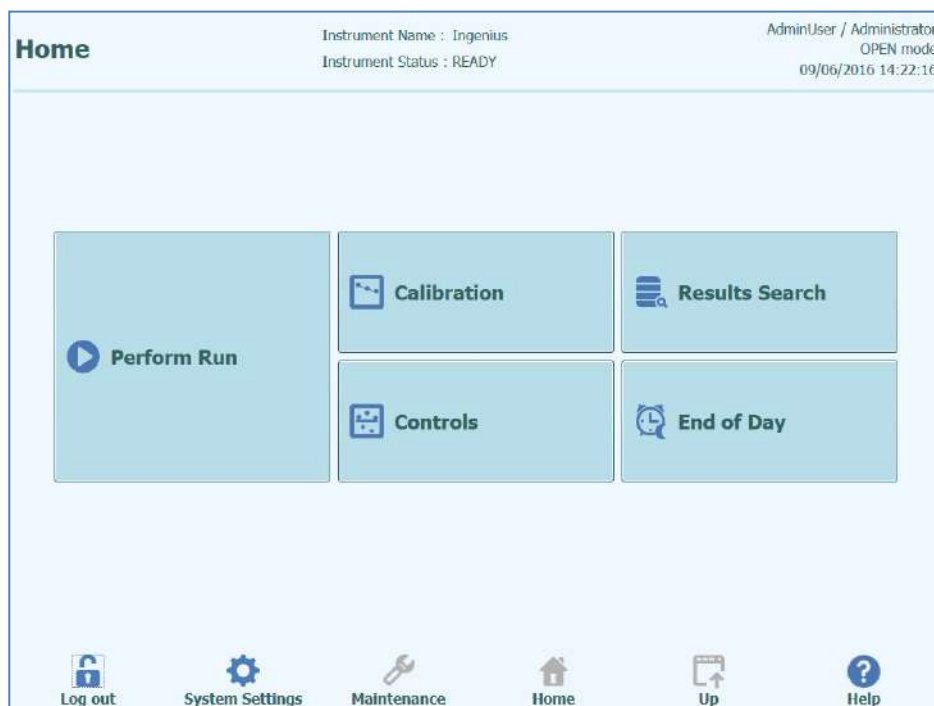 Home
Instrument Name : Ingenius
Instrument Status : READY
AdminUser / Administrator
OPEN mode
09/06/2016 14:22:16
Perform Run
Calibration
Results Search
Controls
End of Day
Log out
System Settings
Maintenance
Home
Up
Help